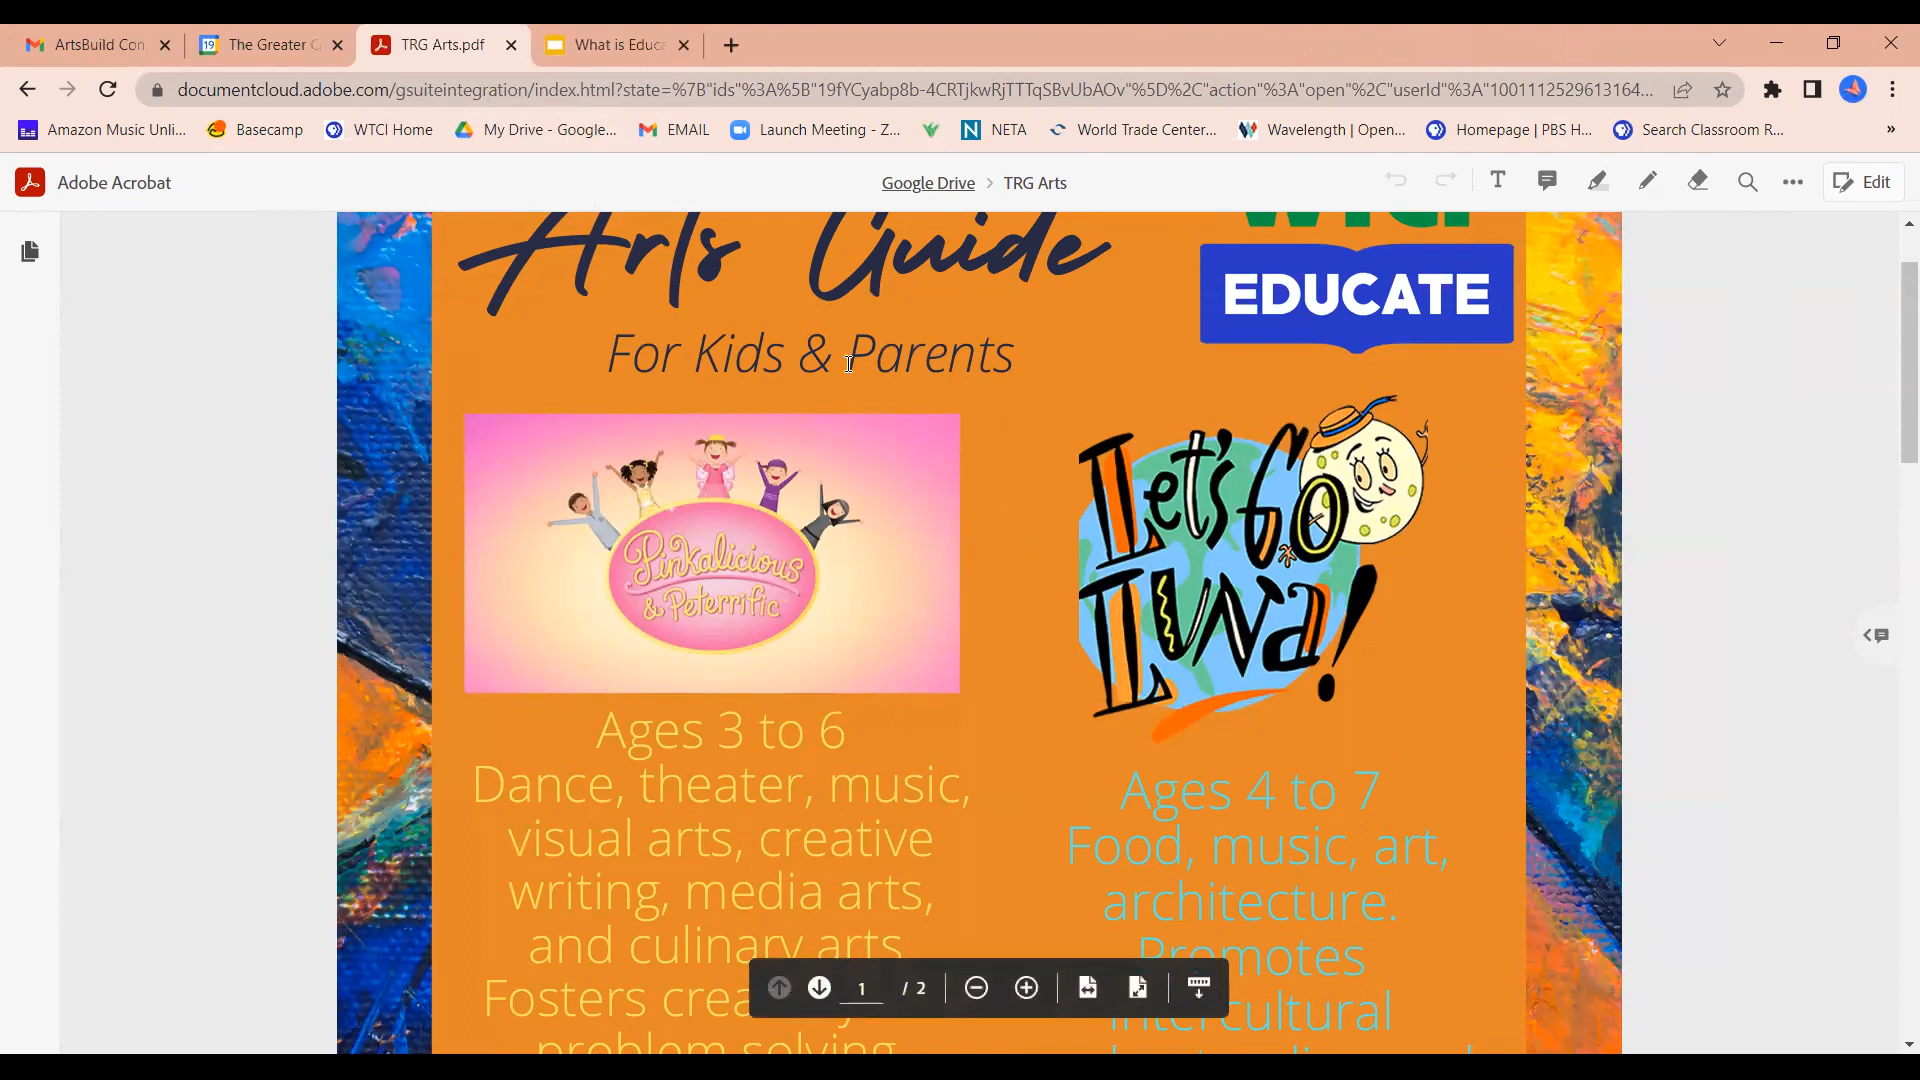 ArtsBuild Con
The Greater C
TRG Arts.pdf
What is Educa
documentcloud.adobe.com/gsuiteintegration/index.html?state=%7B"ids"%3A%5B"19fYCyabp8b-4CRTjkwRjTTTqSBvUbAOv"%5D%2C"action"%3A"open"%2C"userId"%3A"1001112529613164...
Amazon Music Unli...
Basecamp
WTCI Home
My Drive - Google...
EMAIL
Launch Meeting - Z...
NETA
World Trade Center...
Wavelength | Open...
Homepage | PBS H...
Search Classroom R...
»
Adobe Acrobat
Google Drive > TRG Arts
Edit
Arts Guide
EDUCATE
For Kids & Parents
Pinkalicious
& Peterrific
Let's Go
Luna!
Ages 3 to 6
Dance, theater, music,
visual arts, creative
writing, media arts,
and culinary arts
Fosters
problem solving
Ages 4 to 7
Food, music, art,
architecture.
Promotes
intercultural
1 / 2